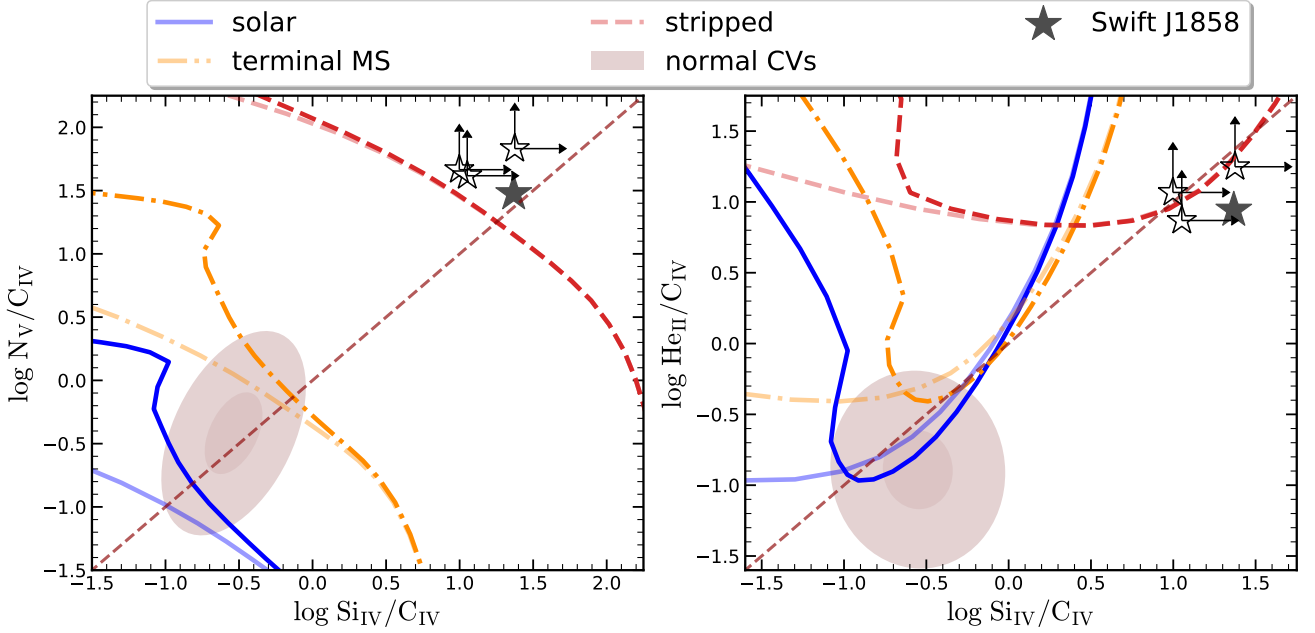 solar stripped Swift J1858
terminal MS normal CVs
2.0
1.5
1.0
0.5
0.0
−0.5
−1.0
−1.5
log N_V/C_IV
−1.5 −1.0 −0.5 0.0 0.5 1.0 1.5 2.0
log Si_IV/C_IV
1.5
1.0
0.5
0.0
−0.5
−1.0
−1.5
log He_II/C_IV
−1.5 −1.0 −0.5 0.0 0.5 1.0 1.5
log Si_IV/C_IV